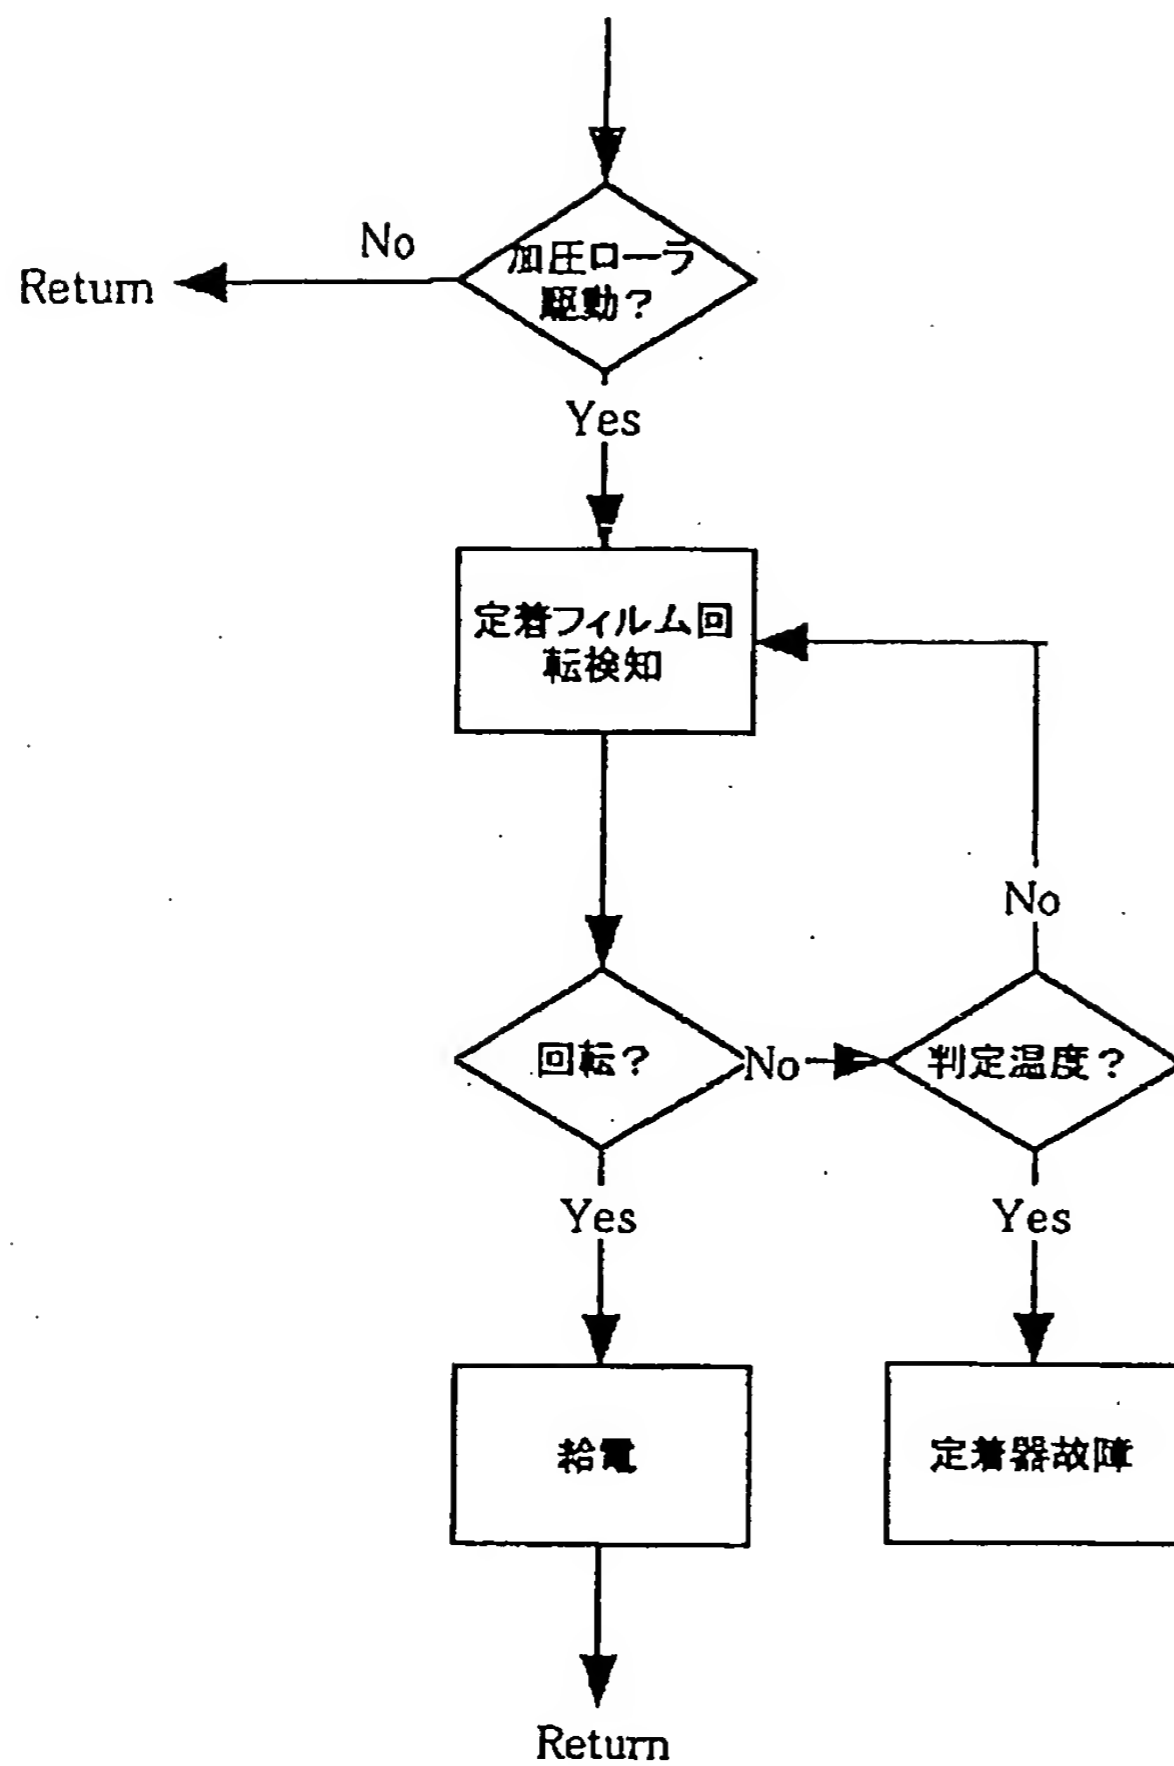 No
加圧ローラ
駆動？
Return
Yes
定着フィルム回
転検知
No
回転？
No
判定温度？
Yes
Yes
給電
定着器故障
Return